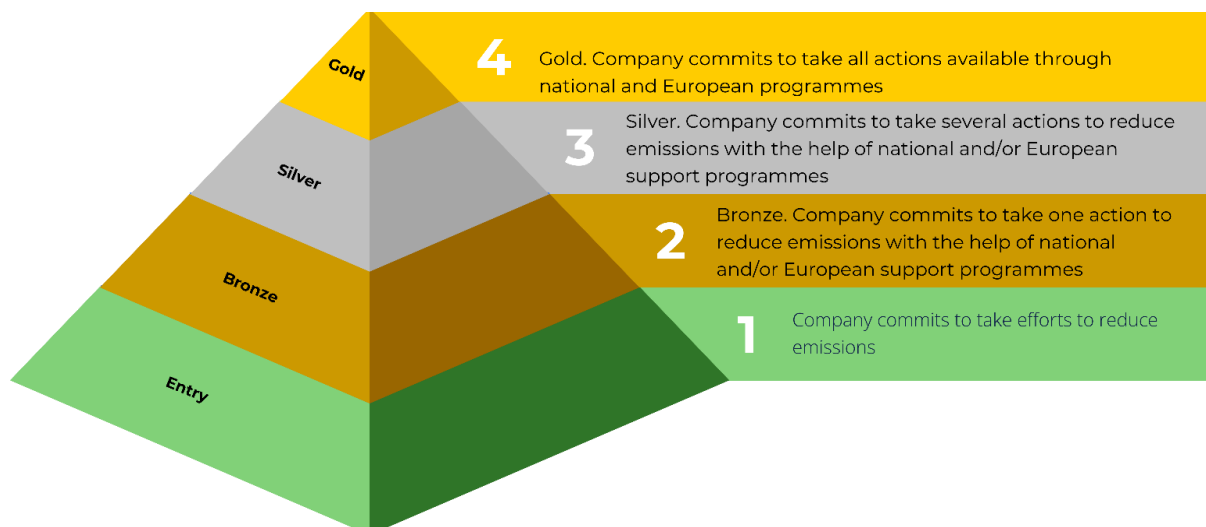 Gold
4
Gold. Company commits to take all actions available through
national and European programmes
Silver
3
Silver. Company commits to take several actions to reduce
emissions with the help of national and/or European
support programmes
Bronze
2
Bronze. Company commits to take one action to
reduce emissions with the help of national
and/or European support programmes
Entry
1
Company commits to take efforts to reduce
emissions